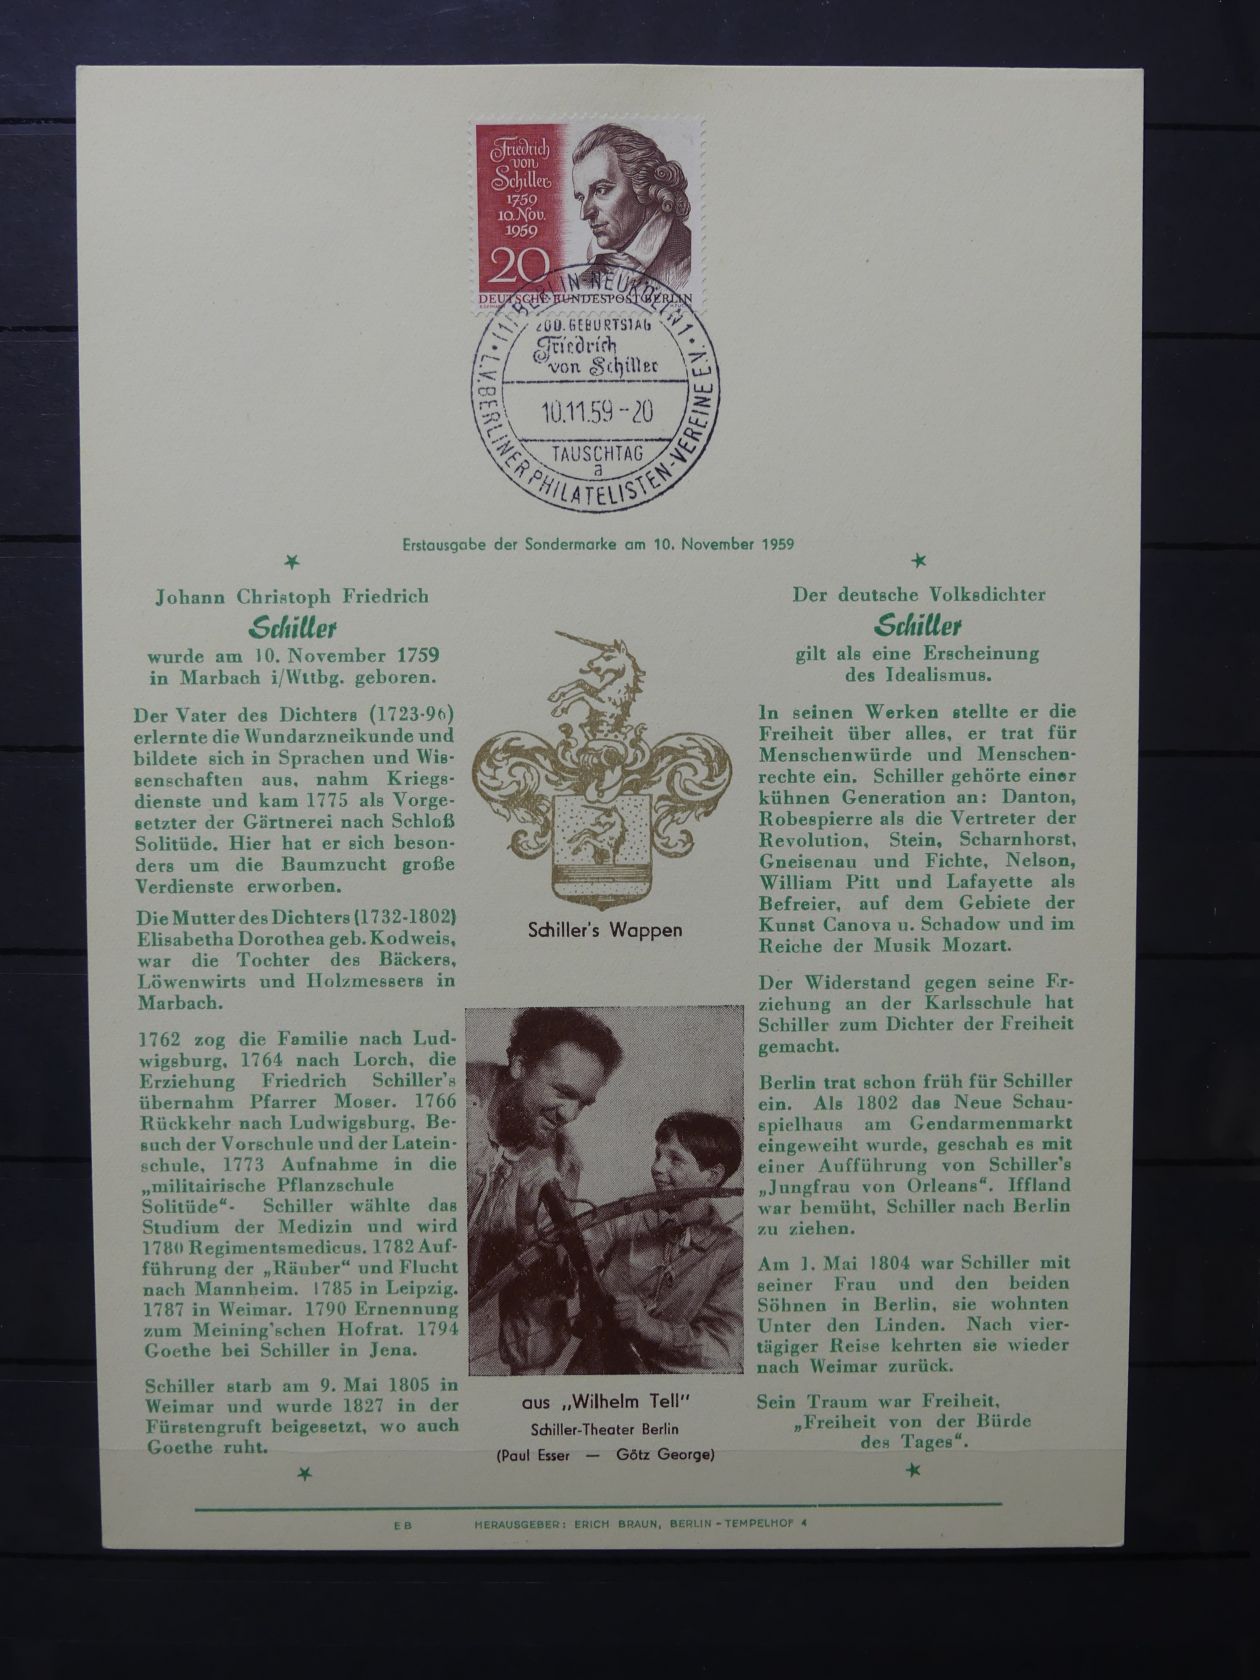 Friedrich
von
Schiller
1759
10. Nov.
1959
20
DEUTSCHE BUNDESPOST BERLIN
(1) BERLIN-NEUKÖLLN 1
200. GEBURTSTAG
Friedrich
von Schiller
10.11.59-20
TAUSCHTAG
a
L.V. BERLINER PHILATELISTEN-VEREINE E.V.
Erstausgabe der Sondermarke am 10. November 1959
Johann Christoph Friedrich
Schiller
wurde am 10. November 1759
in Marbach i/Wttbg. geboren.
Der Vater des Dichters (1723-96)
erlernte die Wundarzneikunde und
bildete sich in Sprachen und Wis-
senschaften aus, nahm Kriegs-
dienste und kam 1775 als Vorge-
setzter der Gärtnerei nach Schloß
Solitüde. Hier hat er sich beson-
ders um die Baumzucht große
Verdienste erworben.
Die Mutter des Dichters (1732-1802)
Elisabetha Dorothea geb. Kodweis,
war die Tochter des Bäckers,
Löwenwirts und Holzmessers in
Marbach.
1762 zog die Familie nach Lud-
wigsburg, 1764 nach Lorch, die
Erziehung Friedrich Schiller's
übernahm Pfarrer Moser. 1766
Rückkehr nach Ludwigsburg, Be-
such der Vorschule und der Latein-
schule, 1773 Aufnahme in die
„militairische Pflanzschule
Solitüde“- Schiller wählte das
Studium der Medizin und wird
1780 Regimentsmedicus. 1782 Auf-
führung der „Räuber“ und Flucht
nach Mannheim. 1785 in Leipzig.
1787 in Weimar. 1790 Ernennung
zum Meining'schen Hofrat. 1794
Goethe bei Schiller in Jena.
Schiller starb am 9. Mai 1805 in
Weimar und wurde 1827 in der
Fürstengruft beigesetzt, wo auch
Goethe ruht.
Schiller's Wappen
aus „Wilhelm Tell“
Schiller-Theater Berlin
(Paul Esser — Götz George)
Der deutsche Volksdichter
Schiller
gilt als eine Erscheinung
des Idealismus.
In seinen Werken stellte er die
Freiheit über alles, er trat für
Menschenwürde und Menschen-
rechte ein. Schiller gehörte einer
kühnen Generation an: Danton,
Robespierre als die Vertreter der
Revolution, Stein, Scharnhorst,
Gneisenau und Fichte, Nelson,
William Pitt und Lafayette als
Befreier, auf dem Gebiete der
Kunst Canova u. Schadow und im
Reiche der Musik Mozart.
Der Widerstand gegen seine Er-
ziehung an der Karlsschule hat
Schiller zum Dichter der Freiheit
gemacht.
Berlin trat schon früh für Schiller
ein. Als 1802 das Neue Schau-
spielhaus am Gendarmenmarkt
eingeweiht wurde, geschah es mit
einer Aufführung von Schiller's
„Jungfrau von Orleans“. Iffland
war bemüht, Schiller nach Berlin
zu ziehen.
Am 1. Mai 1804 war Schiller mit
seiner Frau und den beiden
Söhnen in Berlin, sie wohnten
Unter den Linden. Nach vier-
tägiger Reise kehrten sie wieder
nach Weimar zurück.
Sein Traum war Freiheit,
„Freiheit von der Bürde
des Tages“.
EB HERAUSGEBER: ERICH BRAUN, BERLIN-TEMPELHOF 4